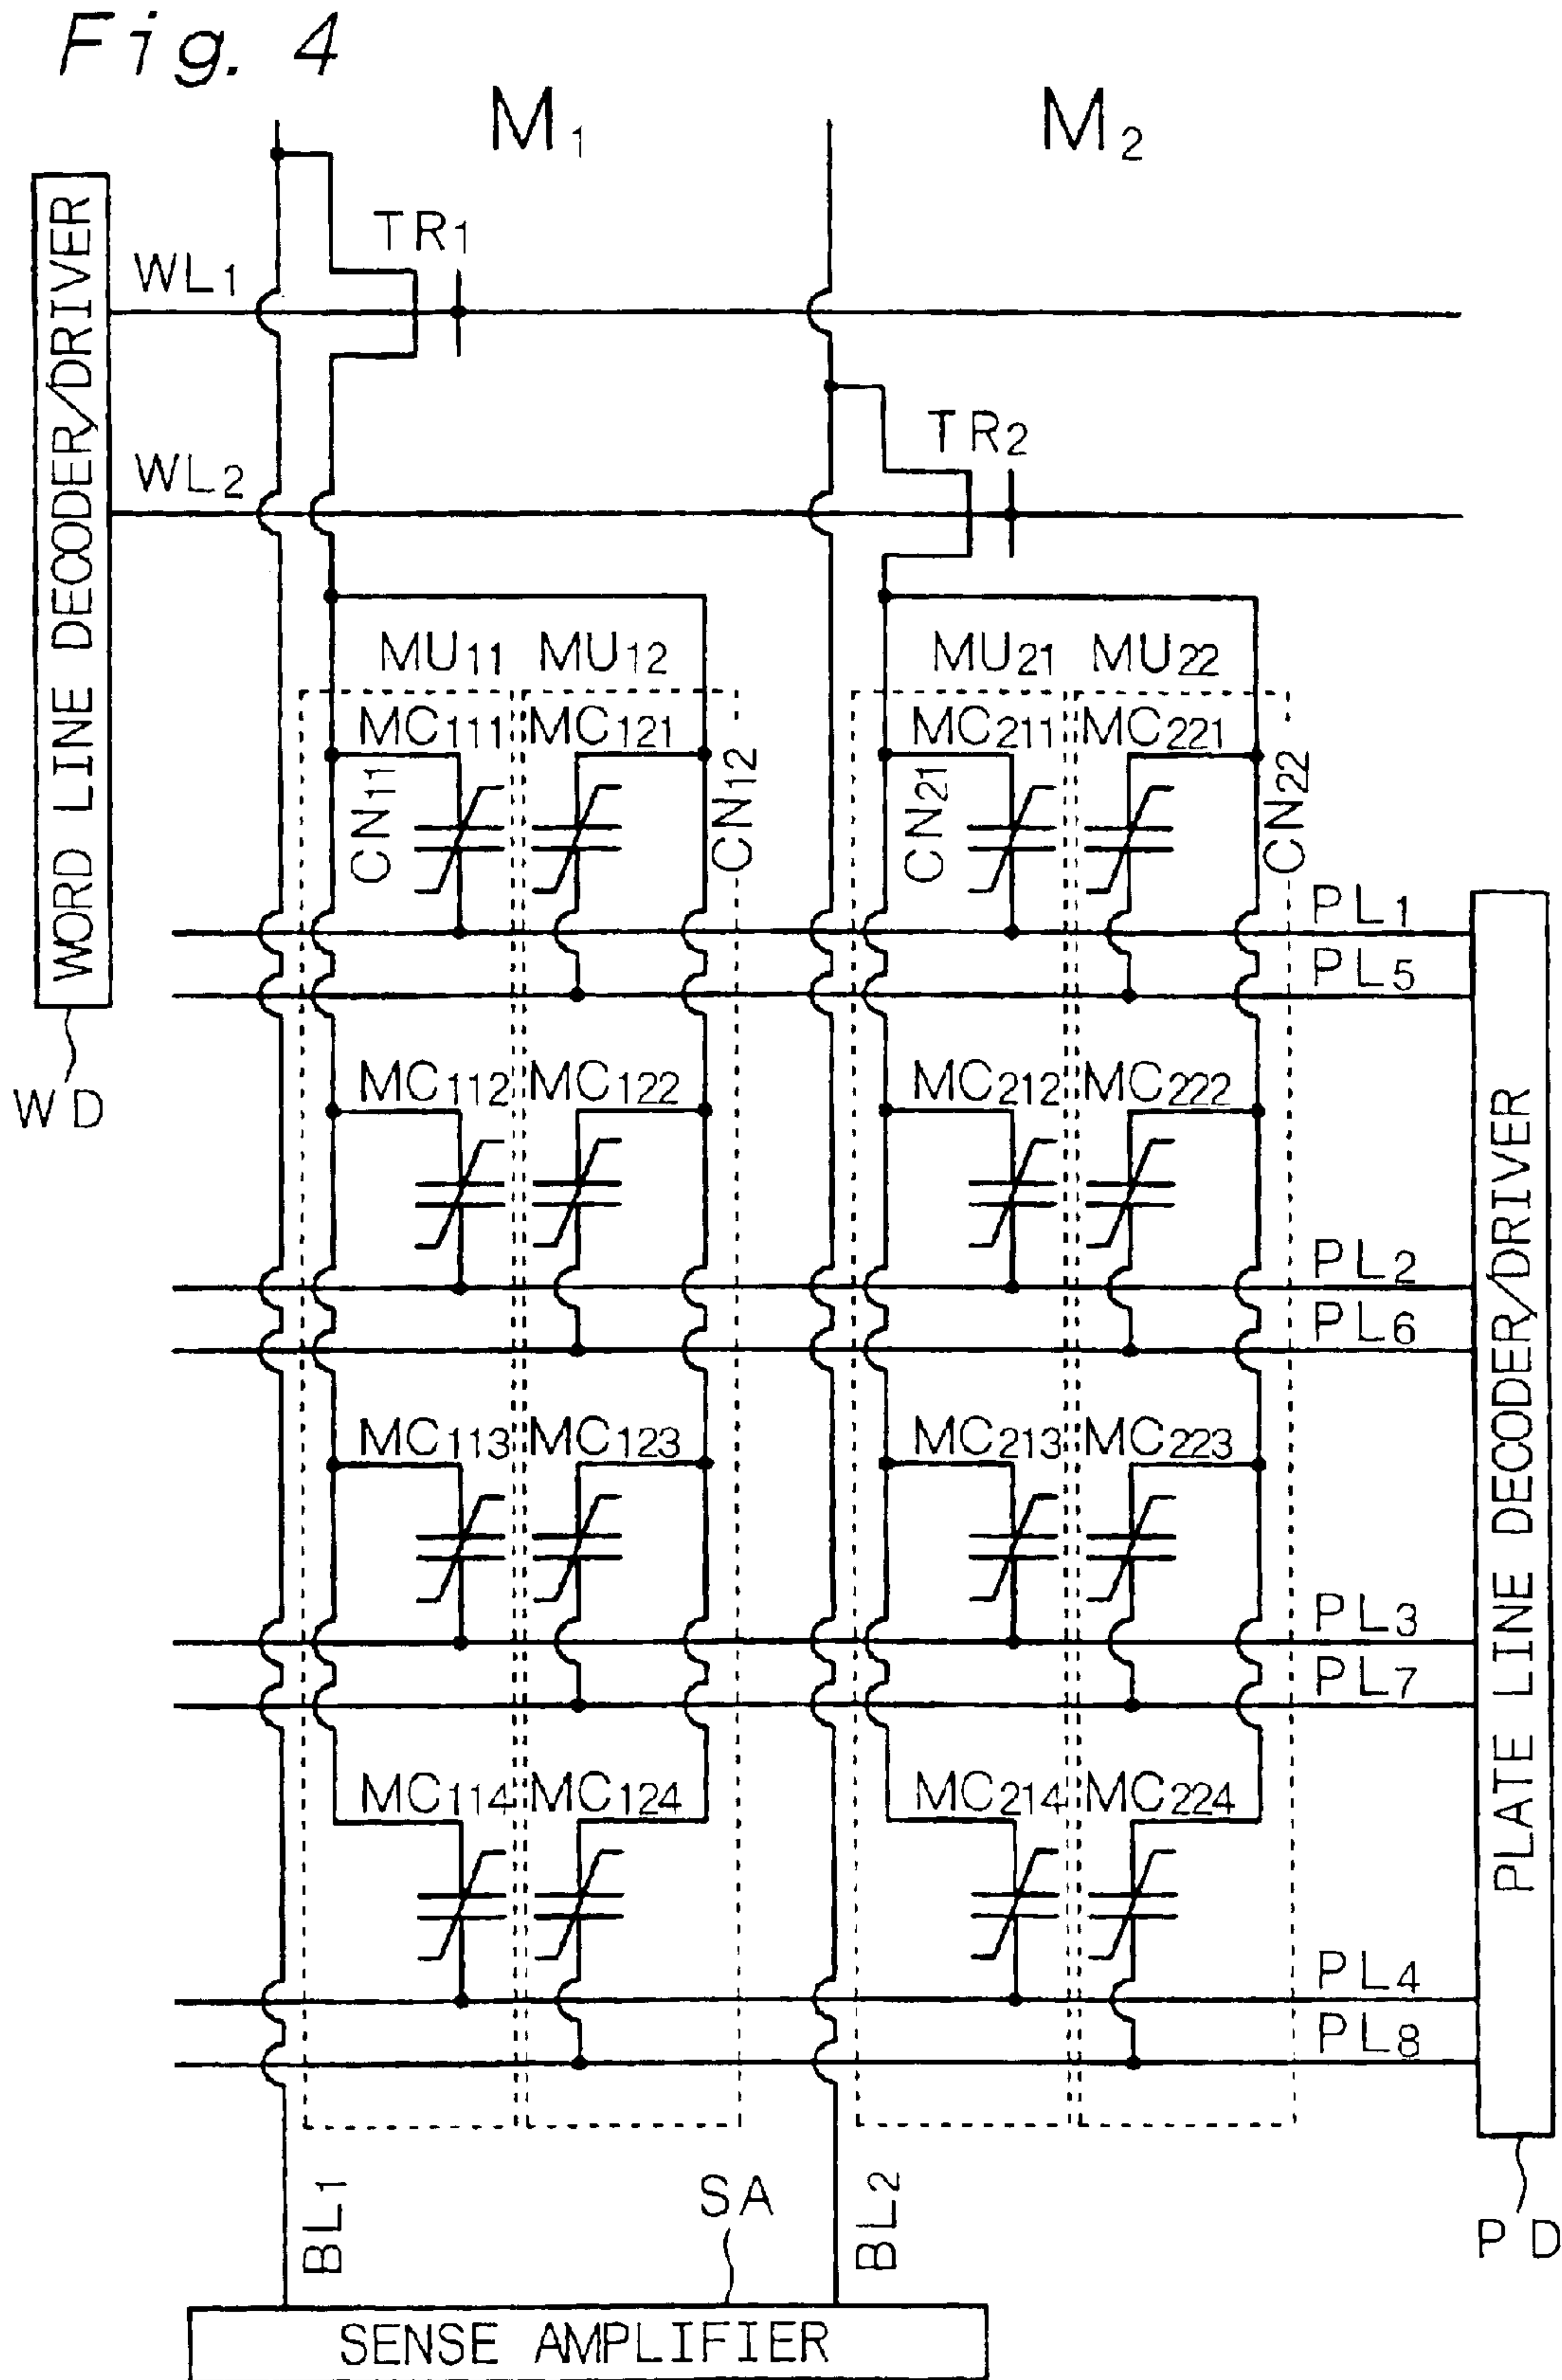 Fig. 4
M1 M2
WORD LINE DECODER/DRIVER
WD
WL1
TR1
WL2
TR2
MU11 MU12 MU21 MU22
MC111 MC121 MC211 MC221
CN11 CN12 CN21 CN22
PL1
PL5
MC112 MC122 MC212 MC222
PL2
PL6
MC113 MC123 MC213 MC223
PL3
PL7
MC114 MC124 MC214 MC224
PL4
PL8
PLATE LINE DECODER/DRIVER
PD
BL1
SA
BL2
SENSE AMPLIFIER